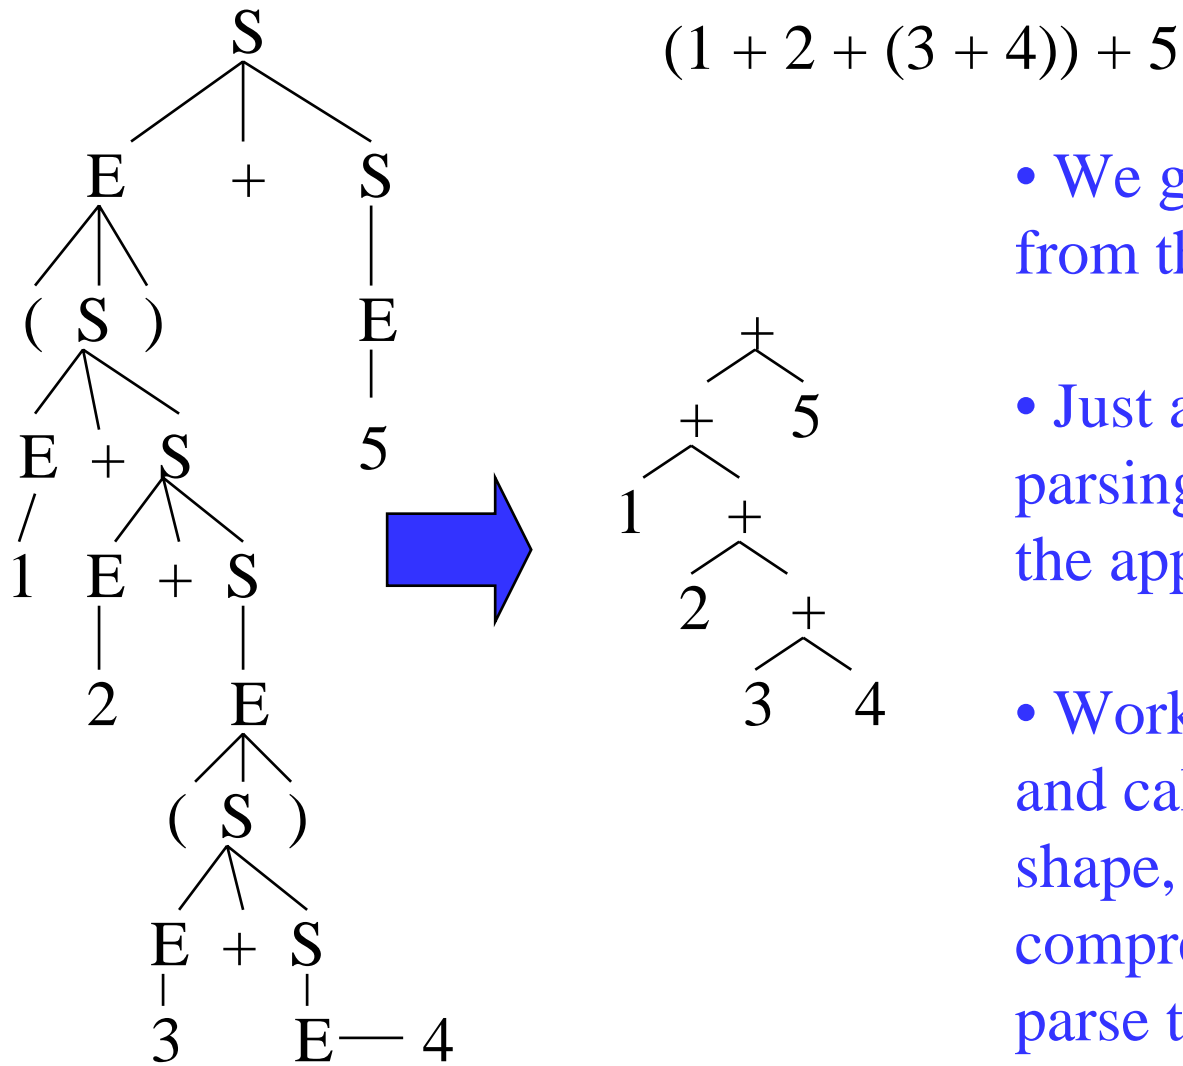 S
E + S
( S ) E
E + S 5
1 E + S
2 E
( S )
E + S
3 E 4
(1 + 2 + (3 + 4)) + 5
+
+ 5
1 +
2 +
3 4
• We g
from th
• Just a
parsing
the app
• Work
and cal
shape,
compre
parse t